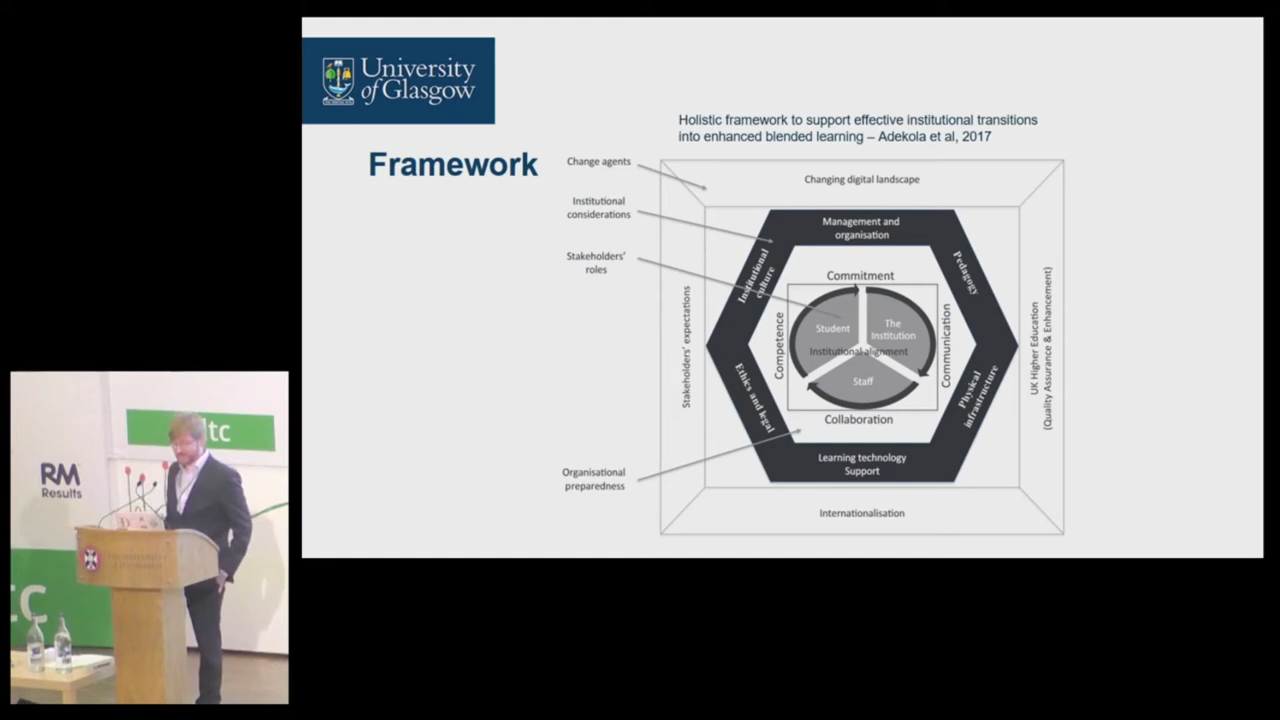 University
of Glasgow
Framework
Holistic framework to support effective institutional transitions
into enhanced blended learning – Adekola et al, 2017
Change agents
Institutional
considerations
Stakeholders'
roles
Organisational
preparedness
Changing digital landscape
Stakeholders' expectations
UK Higher Education
(Quality Assurance & Enhancement)
Internationalisation
Management and
organisation
Institutional
culture
Pedagogy
Ethics and legal
Physical
infrastructure
Learning technology
Support
Commitment
Competence
Communication
Collaboration
Student
The
Institution
Institutional alignment
Staff
ltc
RM
Results
tc